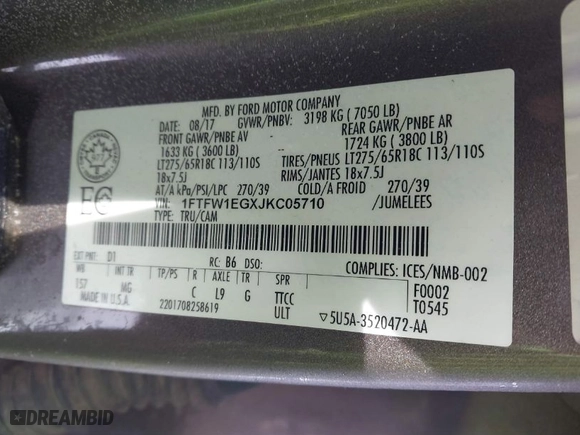 MFD. BY FORD MOTOR COMPANY
08/17 GVWR/PNBV: 3198 KG ( 7050 LB)
FRONT GAWR/PNBE AV REAR GAWR/PNBE AR
1633 KG ( 3600 LB) 1724 KG ( 3800 LB)
LT275/65R18C 113/110S TIRES/PNEUS LT275/65R18C 113/110S
18x7.5J RIMS/JANTES 18x7.5J
AT/A kPa/PSI/LPC 270/39 COLD/A FROID 270/39
VIN: 1FTFW1EGXJKC05710 /JUMELEES
TYPE: TRU/CAM
EC
EXT PNT: D1 RC: B6 DSO: COMPLIES: ICES/NMB-002
WB INT TR TP/PS R AXLE TR SPR F0002
157 MG C L9 G TTCC T0545
MADE IN U.S.A. 2201708258619 ULT ▽5U5A-3520472-AA
DREAMBID